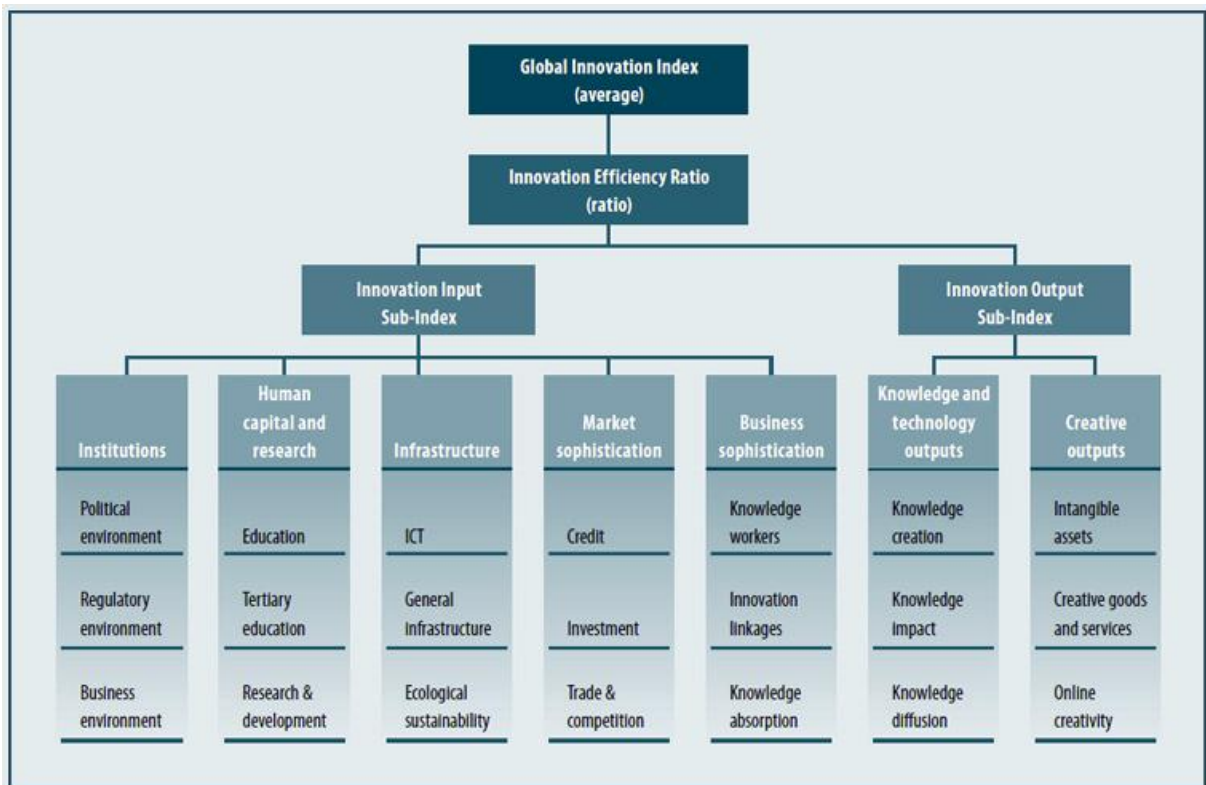 Global Innovation Index
(average)
Innovation Efficiency Ratio
(ratio)
Innovation Input
Sub-Index
Innovation Output
Sub-Index
Institutions
Human
capital and
research
Infrastructure
Market
sophistication
Business
sophistication
Knowledge and
technology
outputs
Creative
outputs
Political
environment
Education
ICT
Credit
Knowledge
workers
Knowledge
creation
Intangible
assets
Regulatory
environment
Tertiary
education
General
infrastructure
Investment
Innovation
linkages
Knowledge
impact
Creative goods
and services
Business
environment
Research &
development
Ecological
sustainability
Trade &
competition
Knowledge
absorption
Knowledge
diffusion
Online
creativity